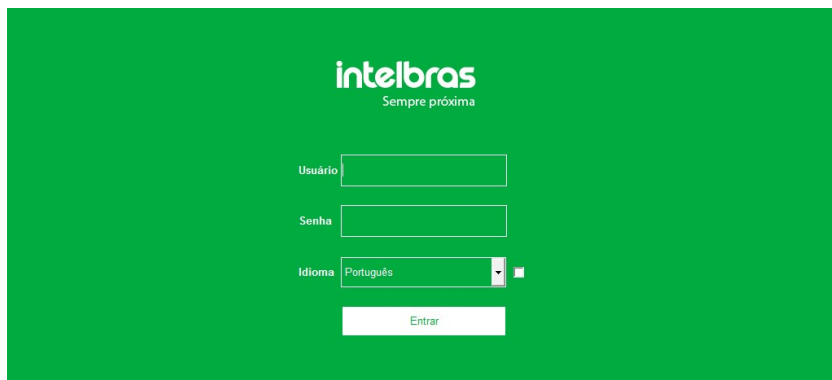 intelbras
Sempre próxima
Usuário
Senha
Idioma Português
Entrar